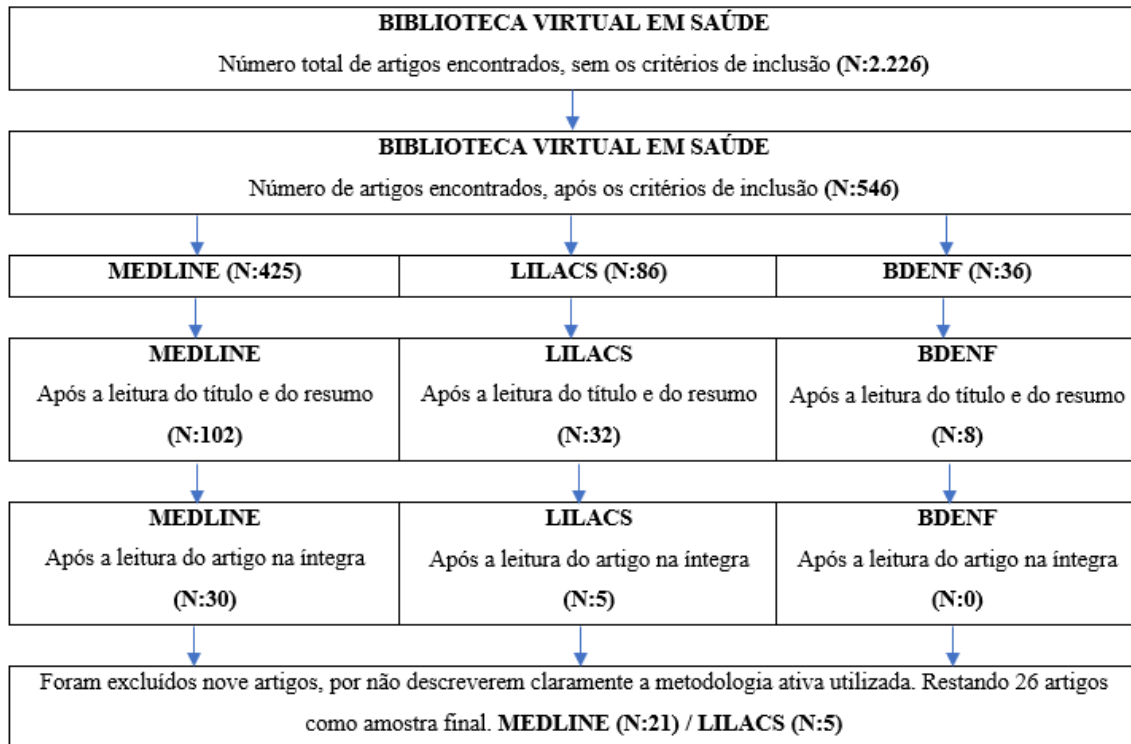 BIBLIOTECA VIRTUAL EM SAÚDE
Número total de artigos encontrados, sem os critérios de inclusão (N:2.226)
BIBLIOTECA VIRTUAL EM SAÚDE
Número de artigos encontrados, após os critérios de inclusão (N:546)
MEDLINE (N:425)
LILACS (N:86)
BDENF (N:36)
MEDLINE
Após a leitura do título e do resumo
(N:102)
LILACS
Após a leitura do título e do resumo
(N:32)
BDENF
Após a leitura do título e do resumo
(N:8)
MEDLINE
Após a leitura do artigo na íntegra
(N:30)
LILACS
Após a leitura do artigo na íntegra
(N:5)
BDENF
Após a leitura do artigo na íntegra
(N:0)
Foram excluídos nove artigos, por não descreverem claramente a metodologia ativa utilizada. Restando 26 artigos
como amostra final. MEDLINE (N:21) / LILACS (N:5)